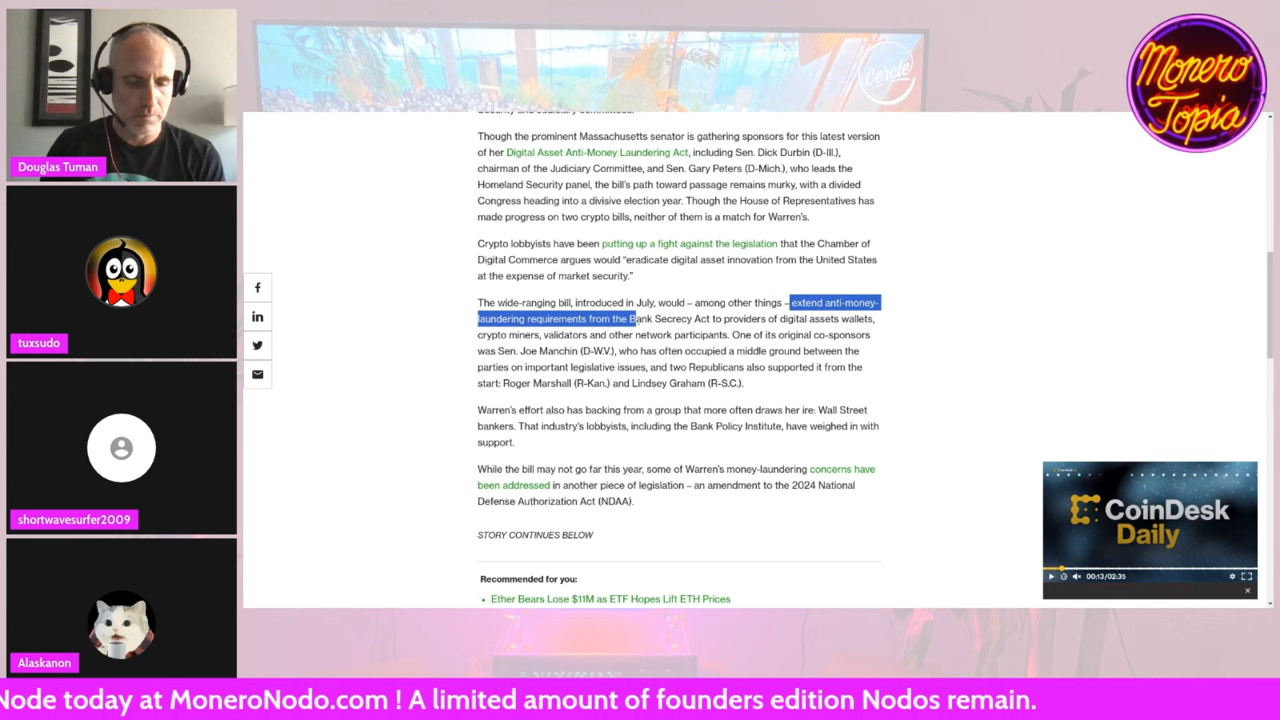 Douglas Tuman
tuxsudo
shortwavesurfer2009
Alaskanon
Cercle
Monero
Topia
Though the prominent Massachusetts senator is gathering sponsors for this latest version
of her Digital Asset Anti-Money Laundering Act, including Sen. Dick Durbin (D-Ill.),
chairman of the Judiciary Committee, and Sen. Gary Peters (D-Mich.), who leads the
Homeland Security panel, the bill's path toward passage remains murky, with a divided
Congress heading into a divisive election year. Though the House of Representatives has
made progress on two crypto bills, neither of them is a match for Warren's.
Crypto lobbyists have been putting up a fight against the legislation that the Chamber of
Digital Commerce argues would “eradicate digital asset innovation from the United States
at the expense of market security.”
The wide-ranging bill, introduced in July, would – among other things – extend anti-money-
laundering requirements from the Bank Secrecy Act to providers of digital assets wallets,
crypto miners, validators and other network participants. One of its original co-sponsors
was Sen. Joe Manchin (D-W.V.), who has often occupied a middle ground between the
parties on important legislative issues, and two Republicans also supported it from the
start: Roger Marshall (R-Kan.) and Lindsey Graham (R-S.C.).
Warren's effort also has backing from a group that more often draws her ire: Wall Street
bankers. That industry's lobbyists, including the Bank Policy Institute, have weighed in with
support.
While the bill may not go far this year, some of Warren's money-laundering concerns have
been addressed in another piece of legislation – an amendment to the 2024 National
Defense Authorization Act (NDAA).
STORY CONTINUES BELOW
Recommended for you:
• Ether Bears Lose $11M as ETF Hopes Lift ETH Prices
CoinDesk
Daily
00:13/02:35
Node today at MoneroNodo.com ! A limited amount of founders edition Nodos remain.